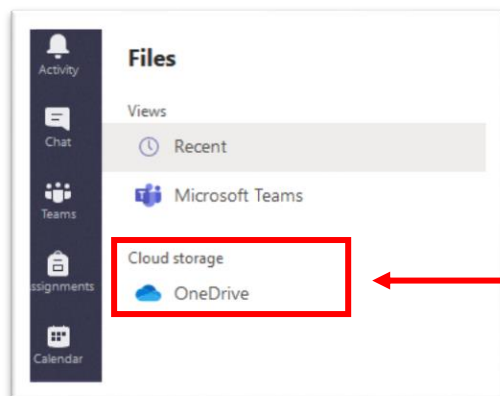 Activity
Chat
Teams
ssignments
Calendar
Files
Views
Recent
Microsoft Teams
Cloud storage
OneDrive